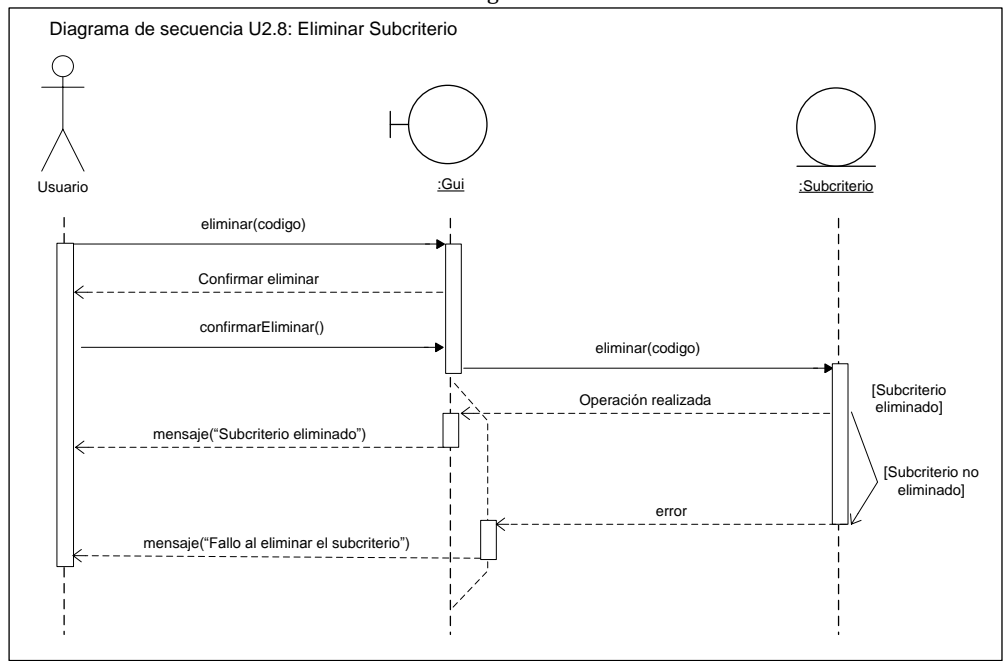 Diagrama de secuencia U2.8: Eliminar Subcriterio
Usuario
:Gui
:Subcriterio
eliminar(codigo)
Confirmar eliminar
confirmarEliminar()
eliminar(codigo)
[Subcriterio
eliminado]
Operación realizada
mensaje(“Subcriterio eliminado”)
[Subcriterio no
eliminado]
error
mensaje(“Fallo al eliminar el subcriterio”)